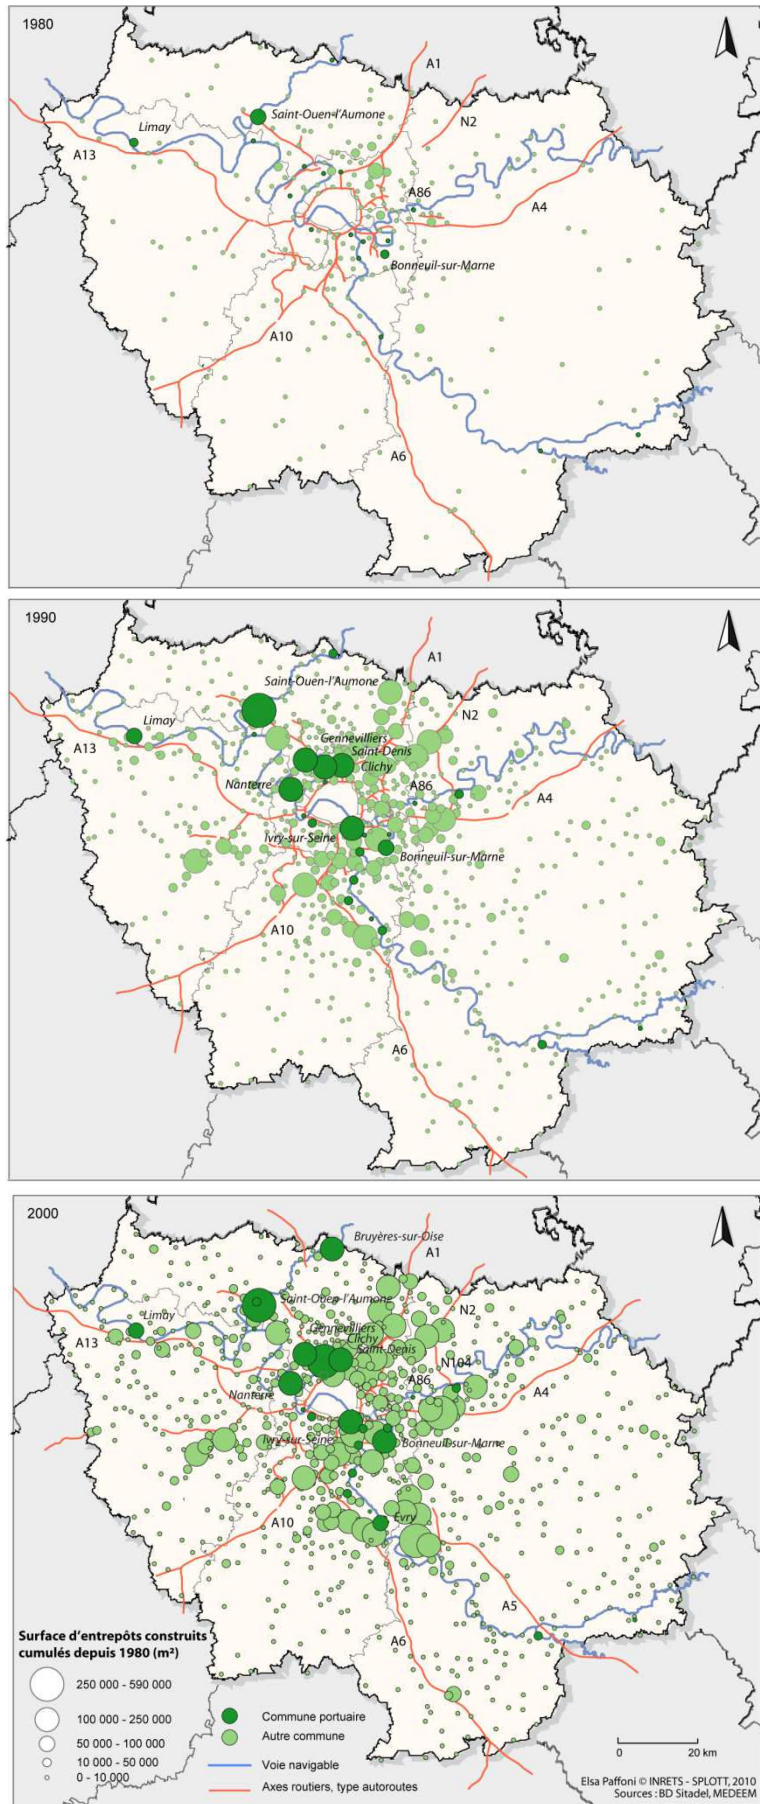 1980
A1
N2
Saint-Ouen-l'Aumone
Limay
A13
A86
A4
Bonneuil-sur-Marne
A10
A6
1990
A1
Saint-Ouen-l'Aumone
N2
Limay
Gennevilliers
A13
Saint-Denis
Clichy
Nanterre
A86
A4
Ivry-sur-Seine
Bonneuil-sur-Marne
A10
A6
2000
Bruyères-sur-Oise
A1
Saint-Ouen-l'Aumone
N2
Limay
Gennevilliers
A13
Clichy
Saint-Denis
N104
Nanterre
A86
A4
Ivry-sur-Seine
Bonneuil-sur-Marne
Evry
A10
A5
A6
Surface d'entrepôts construits
cumulés depuis 1980 (m²)
250 000 - 590 000
100 000 - 250 000
50 000 - 100 000
10 000 - 50 000
0 - 10 000
Commune portuaire
Autre commune
Voie navigable
Axes routiers, type autoroutes
0 20 km
Elsa Paffoni © INRETS - SPLOTT, 2010
Sources : BD Sitadel, MEDEEM